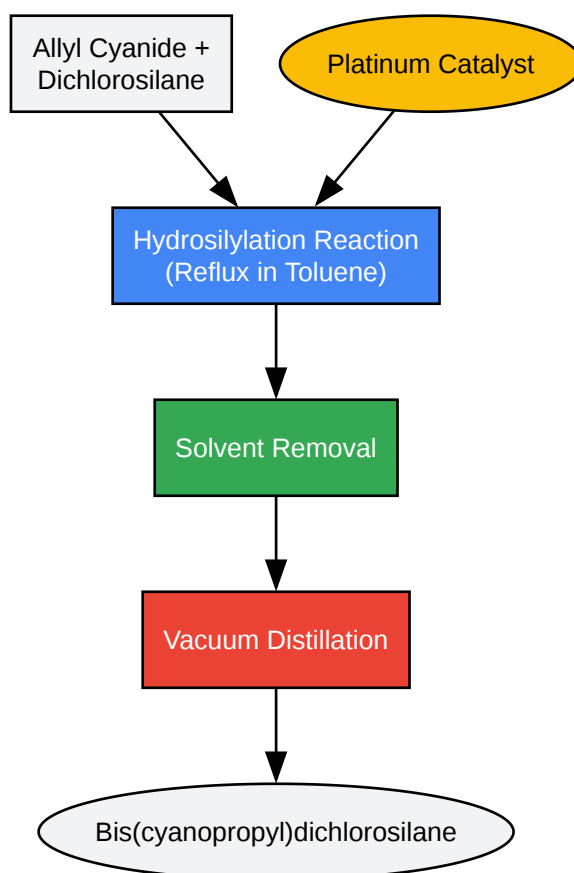 Allyl Cyanide +
Dichlorosilane
Platinum Catalyst
Hydrosilylation Reaction
(Reflux in Toluene)
Solvent Removal
Vacuum Distillation
Bis(cyanopropyl)dichlorosilane